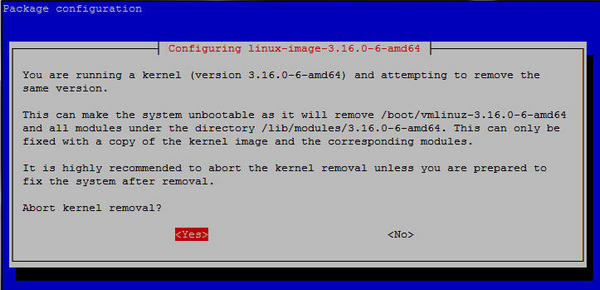 Package configuration
Configuring linux-image-3.16.0-6-amd64
You are running a kernel (version 3.16.0-6-amd64) and attempting to remove the
same version.
This can make the system unbootable as it will remove /boot/vmlinuz-3.16.0-6-amd64
and all modules under the directory /lib/modules/3.16.0-6-amd64. This can only be
fixed with a copy of the kernel image and the corresponding modules.
It is highly recommended to abort the kernel removal unless you are prepared to
fix the system after removal.
Abort kernel removal?
<Yes> <No>